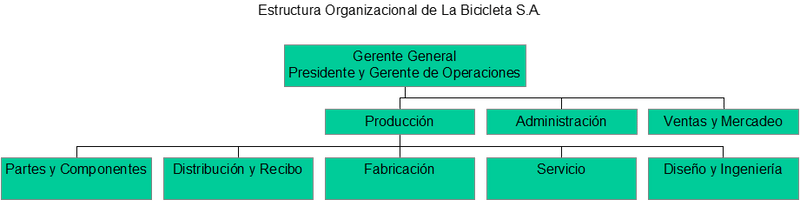 Estructura Organizacional de La Bicicleta S.A.
Gerente General
Presidente y Gerente de Operaciones
Producción
Administración
Ventas y Mercadeo
Partes y Componentes
Distribución y Recibo
Fabricación
Servicio
Diseño y Ingeniería